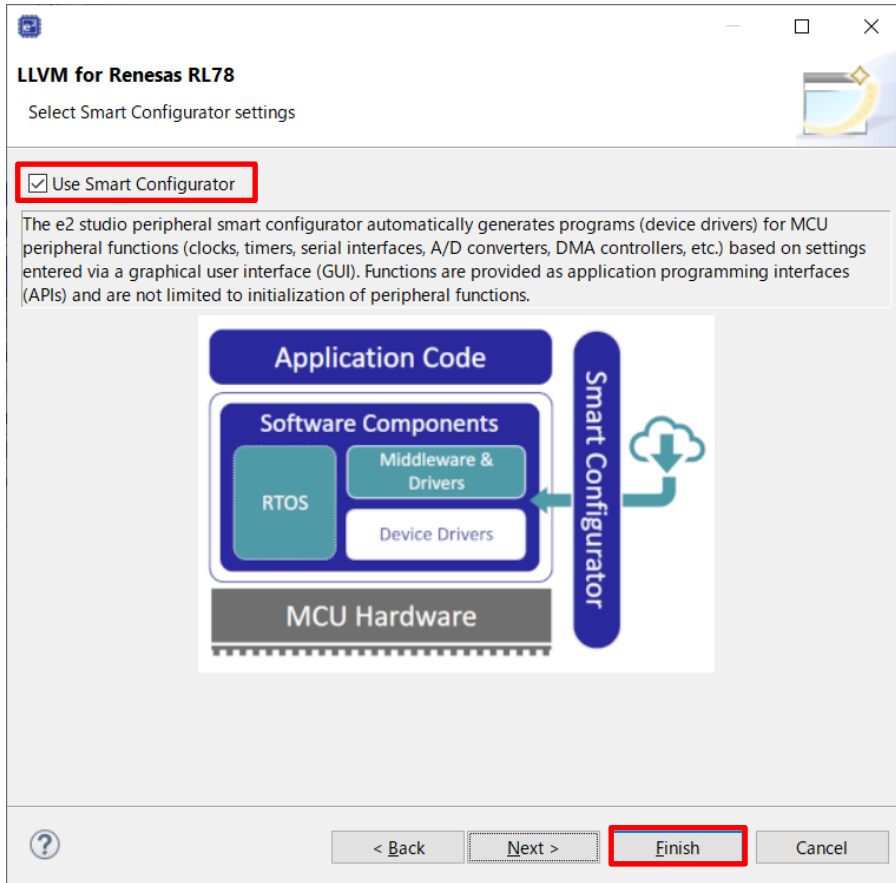 LLVM for Renesas RL78
Select Smart Configurator settings
Use Smart Configurator
The e2 studio peripheral smart configurator automatically generates programs (device drivers) for MCU
peripheral functions (clocks, timers, serial interfaces, A/D converters, DMA controllers, etc.) based on settings
entered via a graphical user interface (GUI). Functions are provided as application programming interfaces
(APIs) and are not limited to initialization of peripheral functions.
Application Code
Software Components
RTOS
Middleware &
Drivers
Device Drivers
MCU Hardware
Smart Configurator
?
< Back
Next >
Finish
Cancel